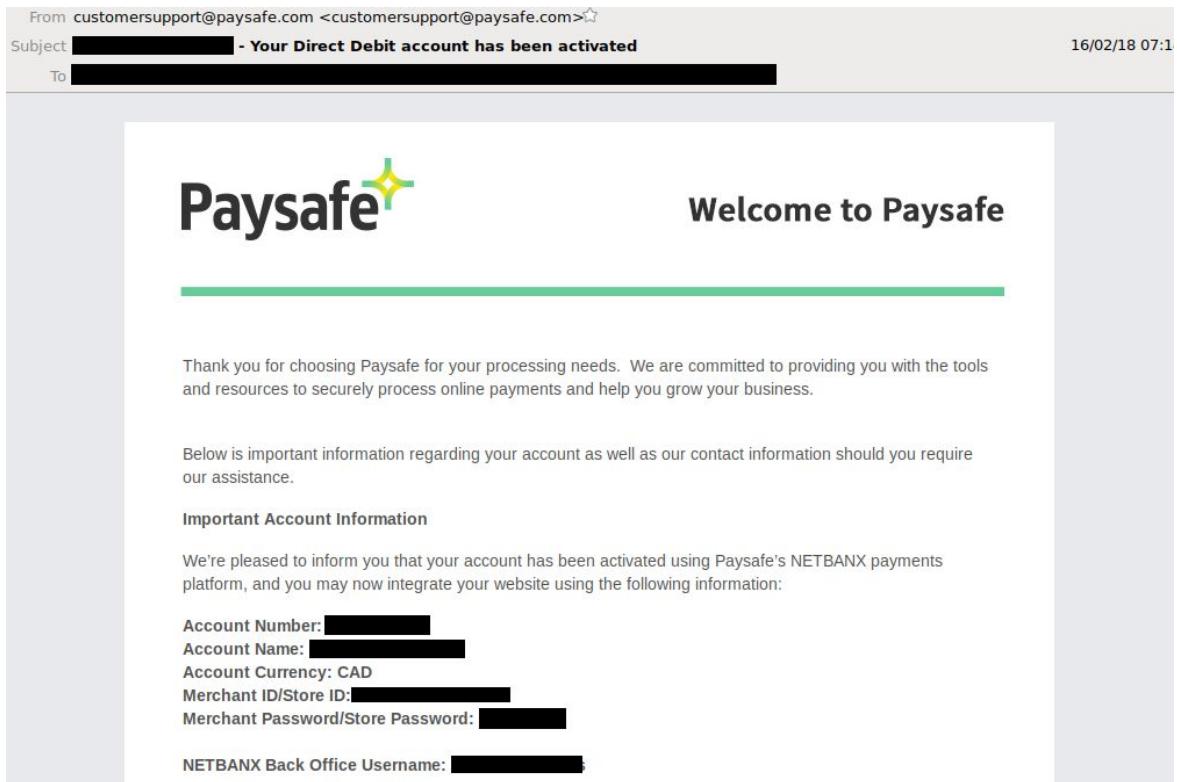 From customersupport@paysafe.com <customersupport@paysafe.com>
Subject - Your Direct Debit account has been activated 16/02/18 07:1
To
Paysafe
Welcome to Paysafe
Thank you for choosing Paysafe for your processing needs. We are committed to providing you with the tools
and resources to securely process online payments and help you grow your business.
Below is important information regarding your account as well as our contact information should you require
our assistance.
Important Account Information
We're pleased to inform you that your account has been activated using Paysafe's NETBANX payments
platform, and you may now integrate your website using the following information:
Account Number:
Account Name:
Account Currency: CAD
Merchant ID/Store ID:
Merchant Password/Store Password:
NETBANX Back Office Username: